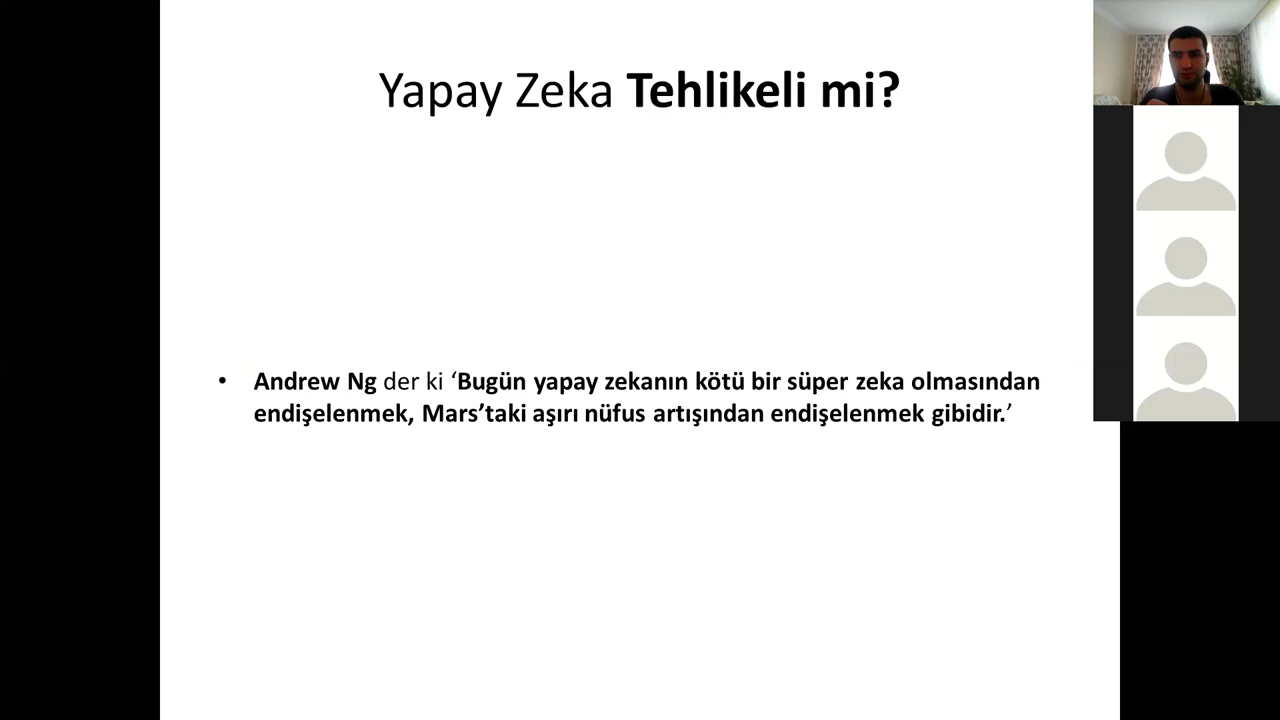 Yapay Zeka Tehlikeli mi?
• Andrew Ng der ki ‘Bugün yapay zekanın kötü bir süper zeka olmasından
endişelenmek, Mars’taki aşırı nüfus artışından endişelenmek gibidir.’